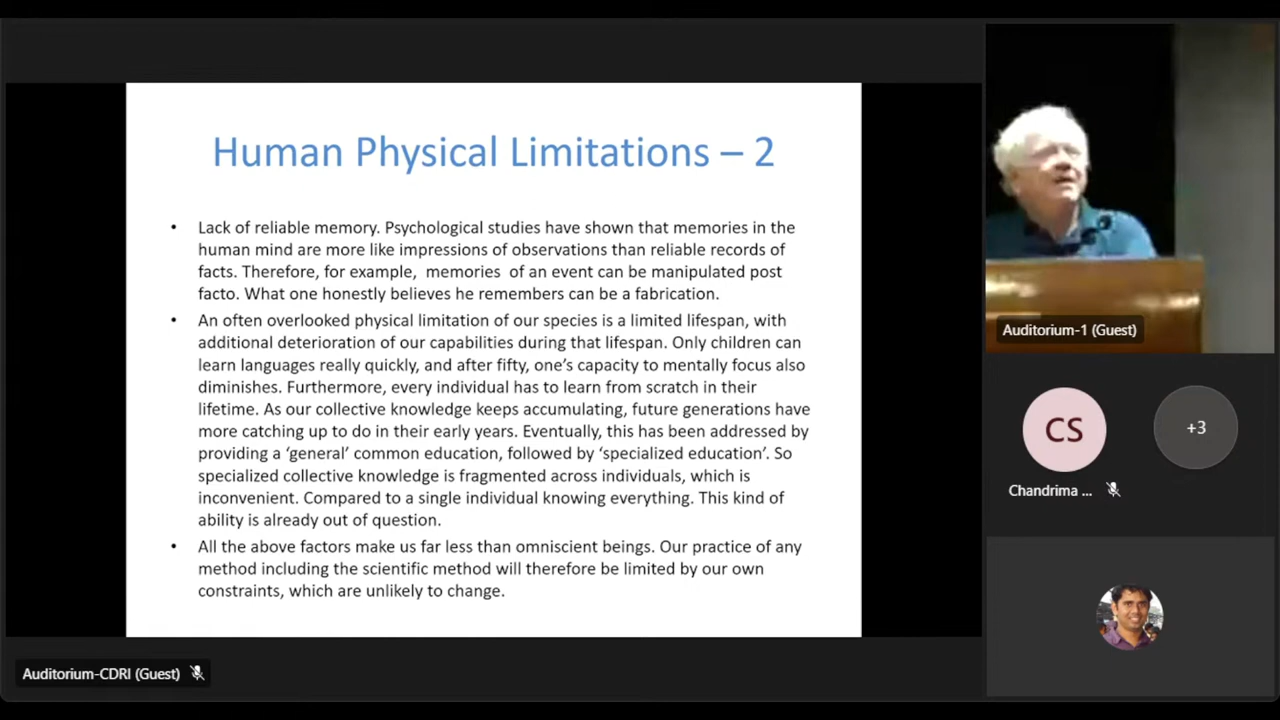 Human Physical Limitations – 2
• Lack of reliable memory. Psychological studies have shown that memories in the
human mind are more like impressions of observations than reliable records of
facts. Therefore, for example, memories of an event can be manipulated post
facto. What one honestly believes he remembers can be a fabrication.
• An often overlooked physical limitation of our species is a limited lifespan, with
additional deterioration of our capabilities during that lifespan. Only children can
learn languages really quickly, and after fifty, one’s capacity to mentally focus also
diminishes. Furthermore, every individual has to learn from scratch in their
lifetime. As our collective knowledge keeps accumulating, future generations have
more catching up to do in their early years. Eventually, this has been addressed by
providing a ‘general’ common education, followed by ‘specialized education’. So
specialized collective knowledge is fragmented across individuals, which is
inconvenient. Compared to a single individual knowing everything. This kind of
ability is already out of question.
• All the above factors make us far less than omniscient beings. Our practice of any
method including the scientific method will therefore be limited by our own
constraints, which are unlikely to change.
Auditorium-1 (Guest)
CS
+3
Chandrima ...
Auditorium-CDRI (Guest)